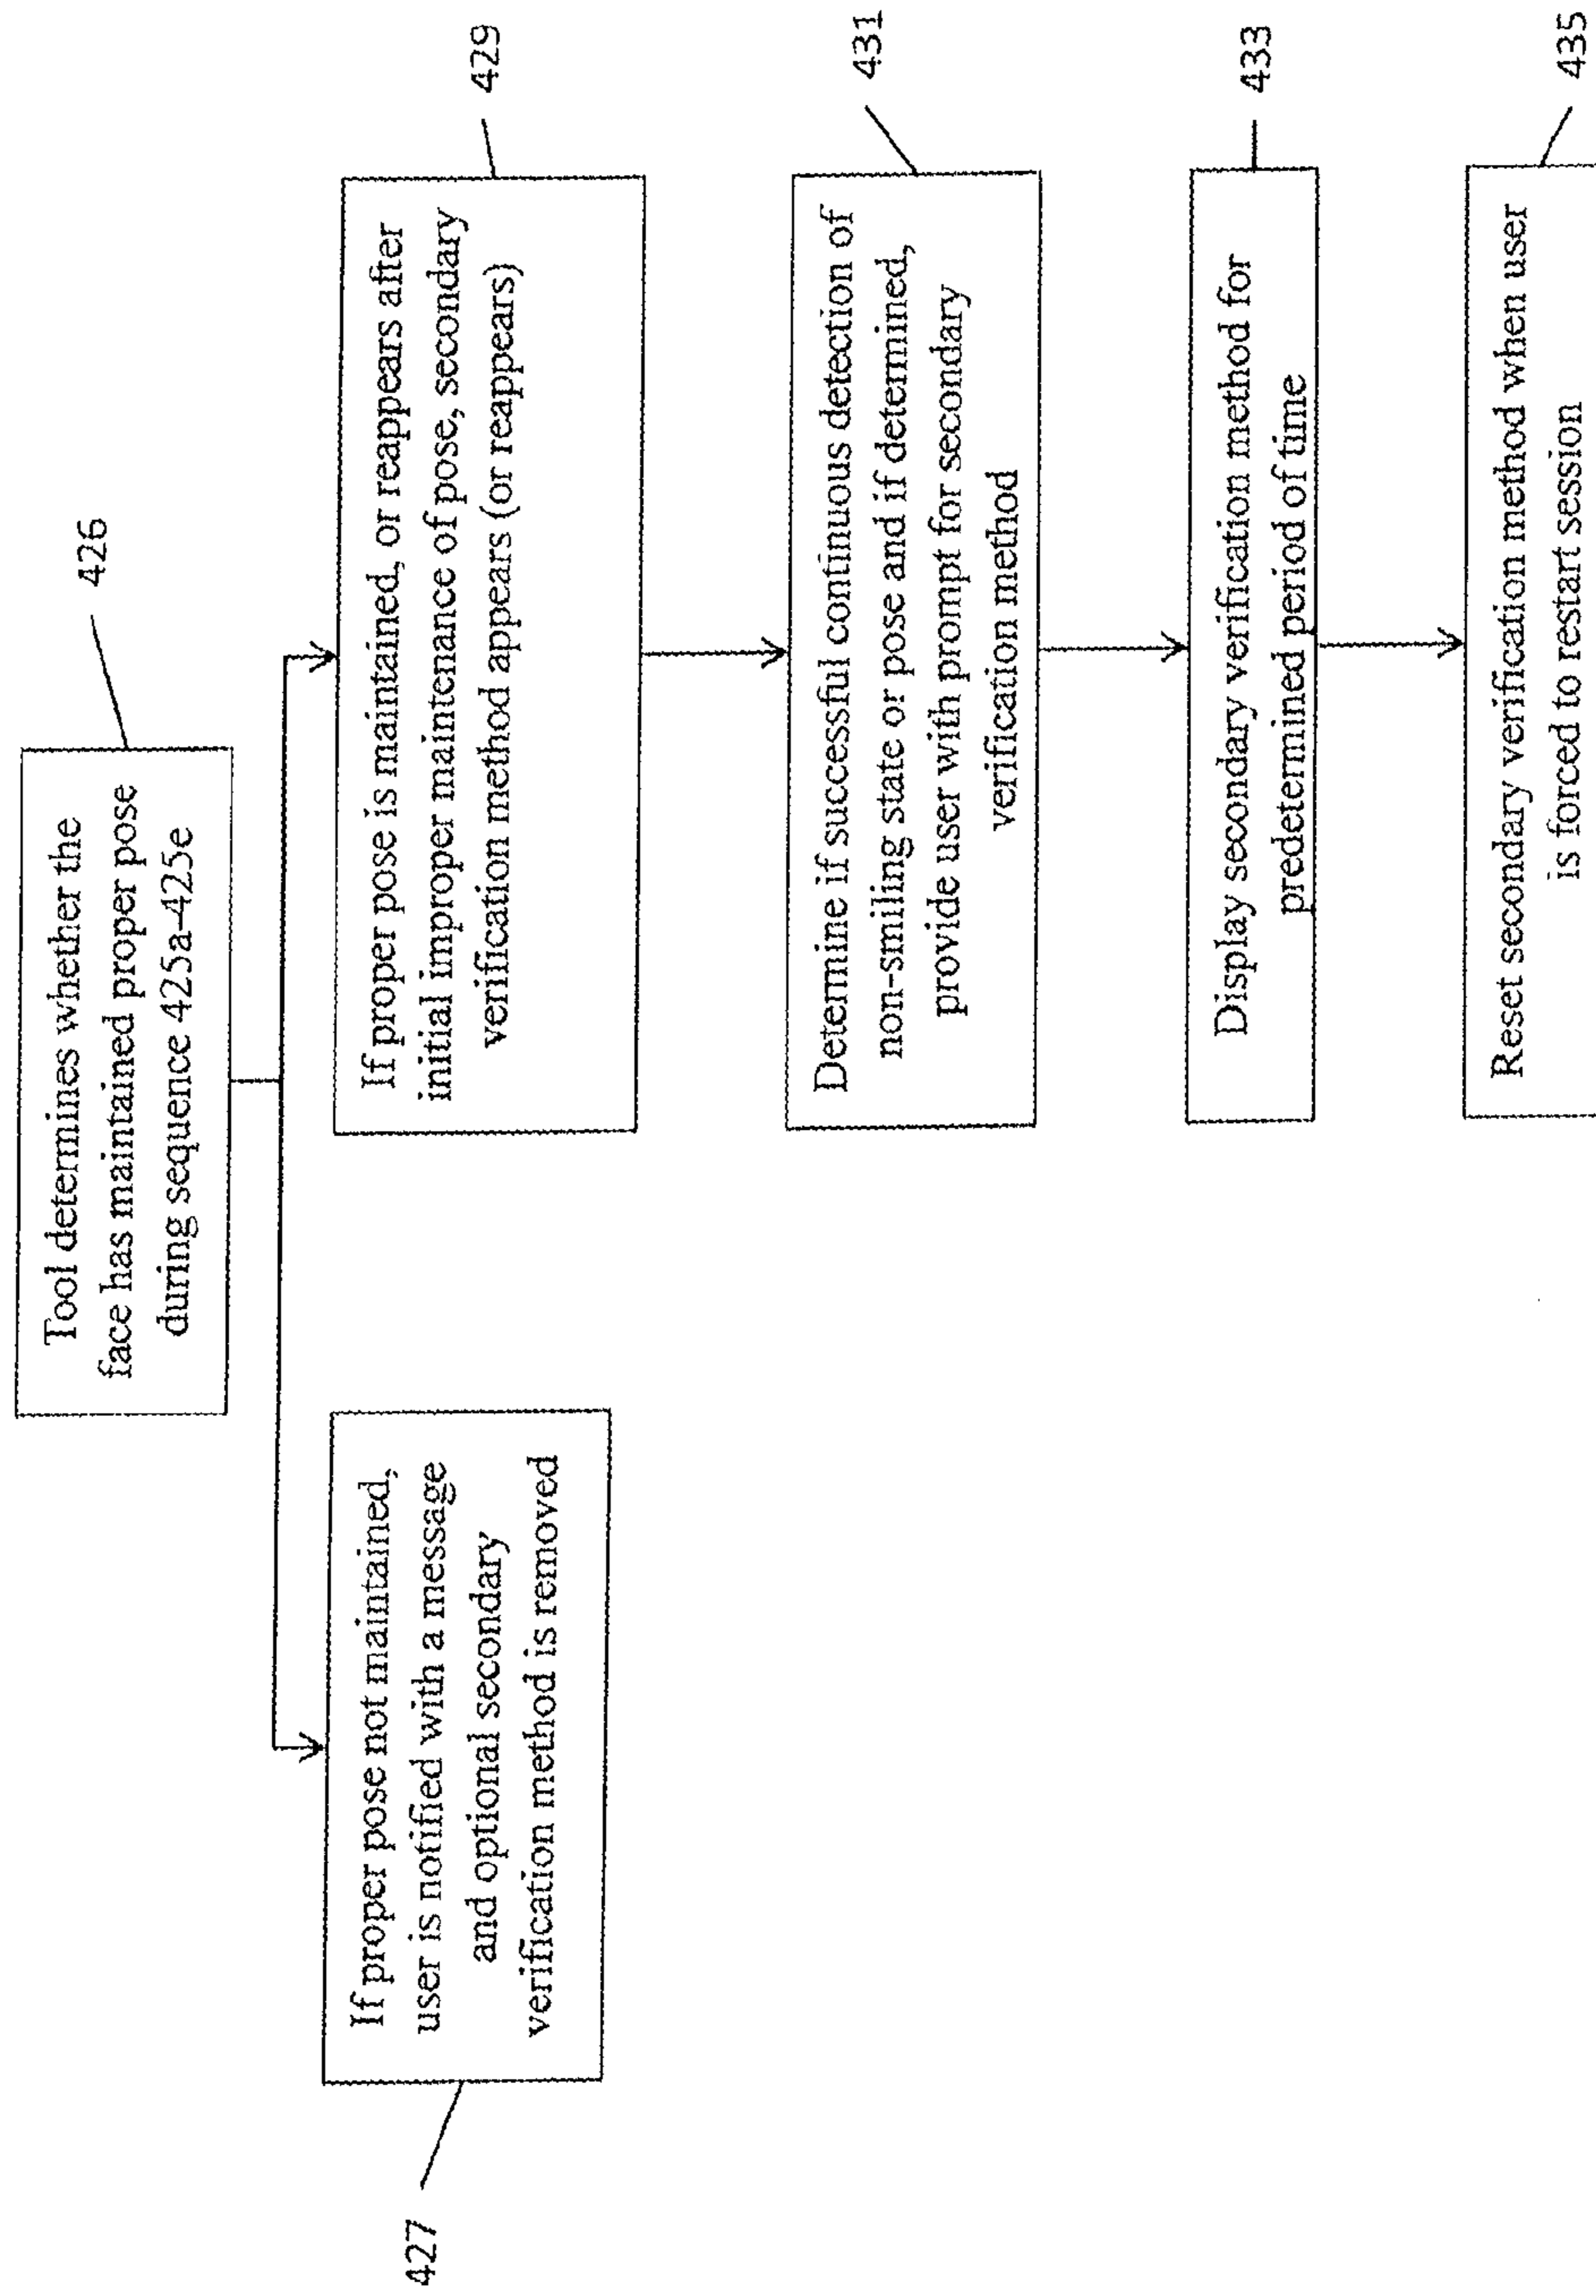 426
Tool determines whether the
face has maintained proper pose
during sequence 425a-425e
427
If proper pose not maintained,
user is notified with a message
and optional secondary
verification method is removed
429
If proper pose is maintained, or reappears after
initial improper maintenance of pose, secondary
verification method appears (or reappears)
431
Determine if successful continuous detection of
non-smiling state or pose and if determined,
provide user with prompt for secondary
verification method
433
Display secondary verification method for
predetermined period of time
435
Reset secondary verification method when user
is forced to restart session